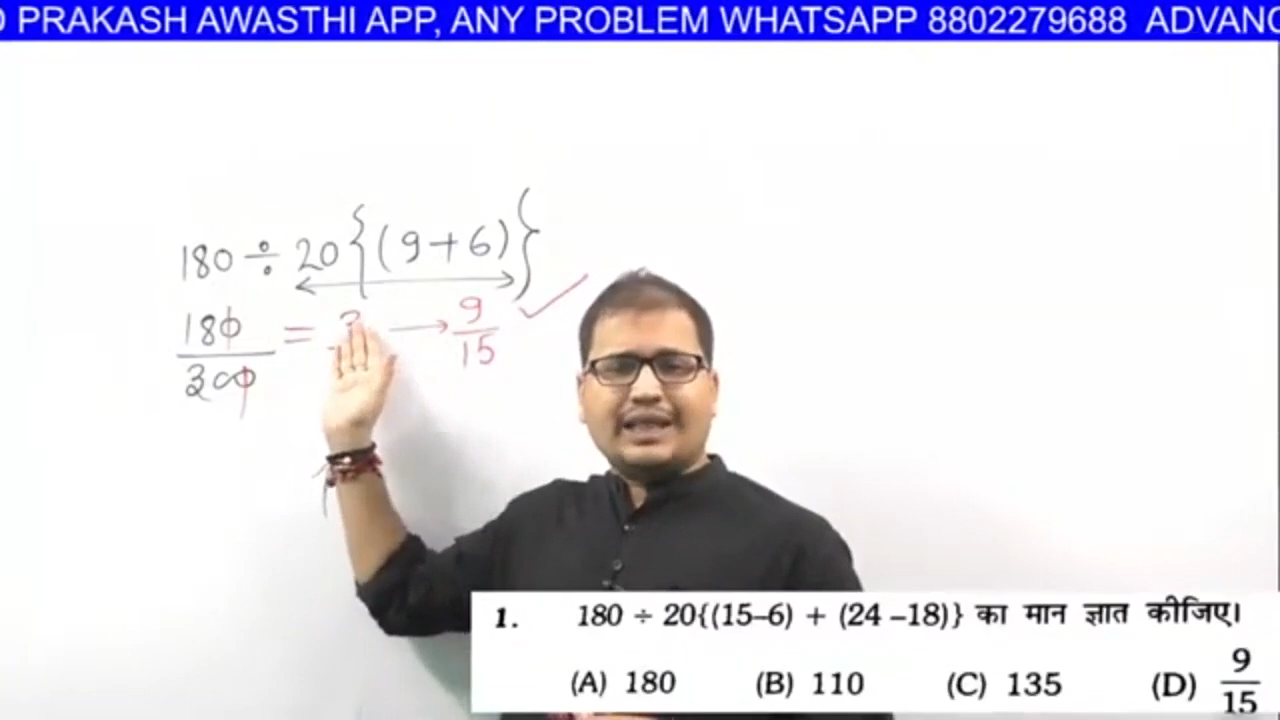 PRAKASH AWASTHI APP, ANY PROBLEM WHATSAPP 8802279688
180 ÷ 20{(9+6)}
180
300
=
→
9
15
✓
1. 180 ÷ 20{(15–6) + (24 –18)} का मान ज्ञात कीजिए।
(A) 180 (B) 110 (C) 135 (D) 9/15